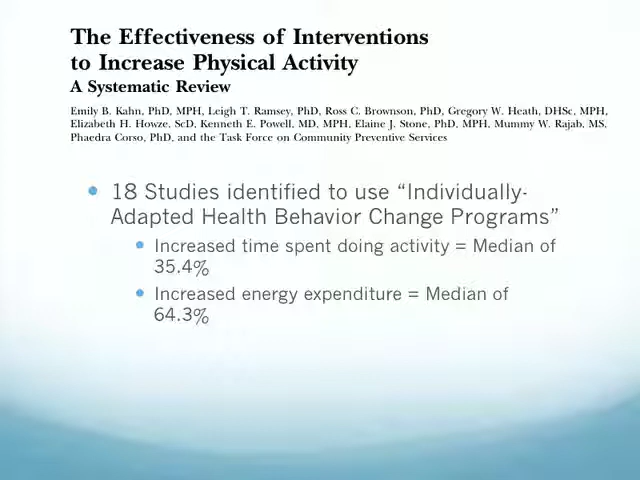 The Effectiveness of Interventions
to Increase Physical Activity
A Systematic Review
Emily B. Kahn, PhD, MPH, Leigh T. Ramsey, PhD, Ross C. Brownson, PhD, Gregory W. Heath, DHSc, MPH,
Elizabeth H. Howze, ScD, Kenneth E. Powell, MD, MPH, Elaine J. Stone, PhD, MPH, Mummy W. Rajab, MS,
Phaedra Corso, PhD, and the Task Force on Community Preventive Services
• 18 Studies identified to use “Individually-
Adapted Health Behavior Change Programs”
• Increased time spent doing activity = Median of
35.4%
• Increased energy expenditure = Median of
64.3%